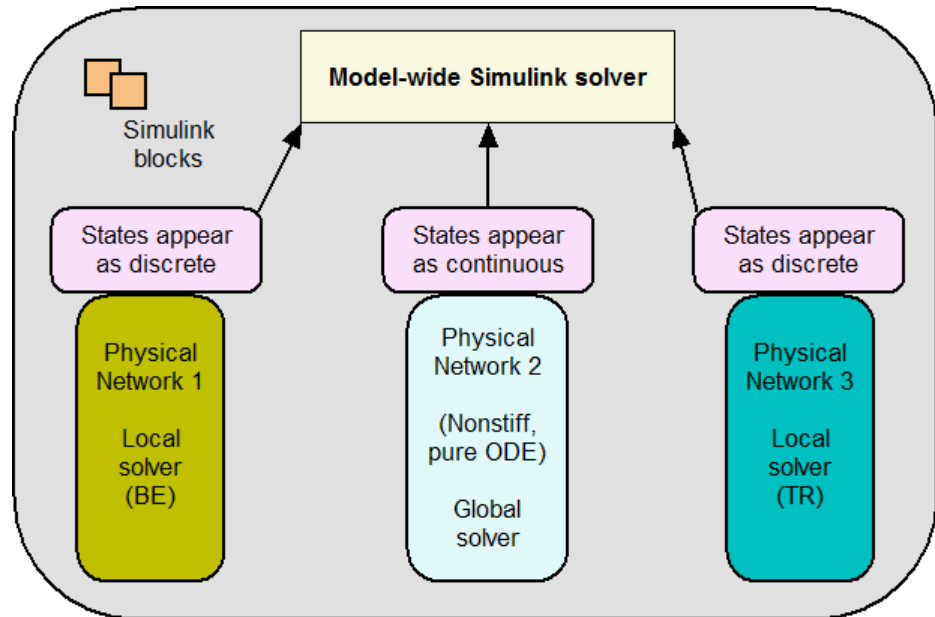 Model-wide Simulink solver
Simulink
blocks
States appear
as discrete
States appear
as continuous
States appear
as discrete
Physical
Network 1
Local
solver
(BE)
Physical
Network 2
(Nonstiff,
pure ODE)
Global
solver
Physical
Network 3
Local
solver
(TR)